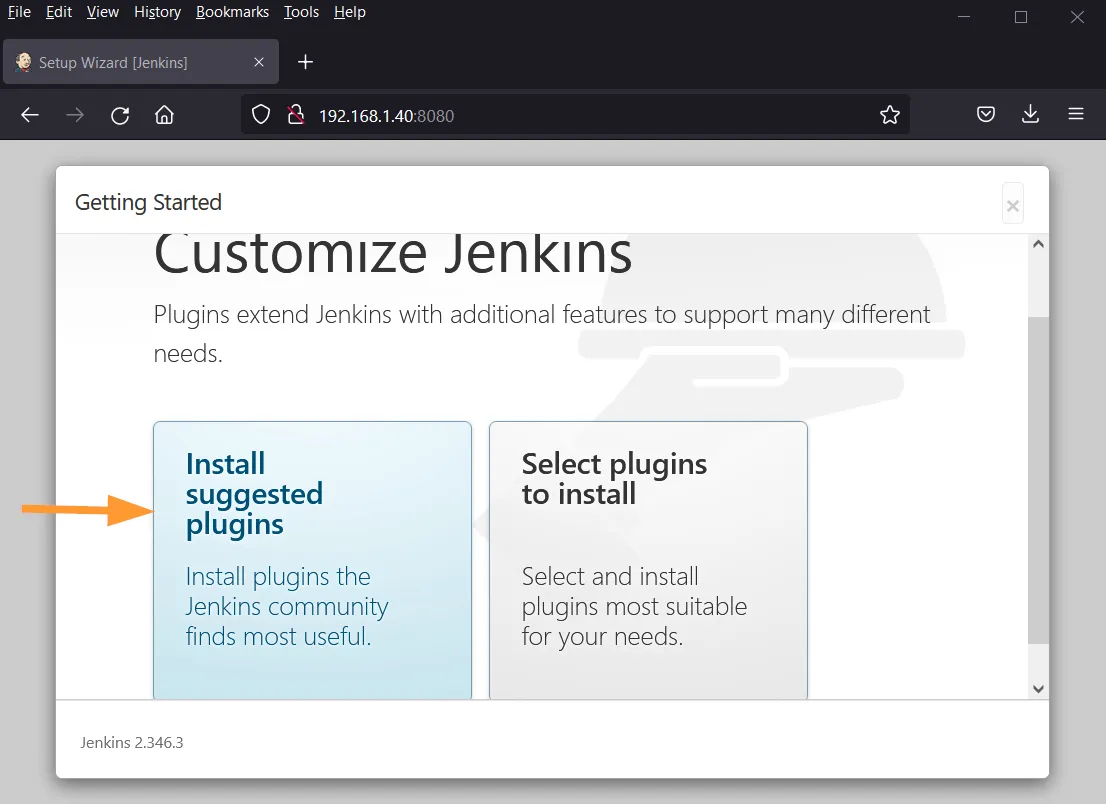 File Edit View History Bookmarks Tools Help
Setup Wizard [Jenkins]
192.168.1.40:8080
Getting Started
Customize Jenkins
Plugins extend Jenkins with additional features to support many different
needs.
Install
suggested
plugins
Install plugins the
Jenkins community
finds most useful.
Select plugins
to install
Select and install
plugins most suitable
for your needs.
Jenkins 2.346.3